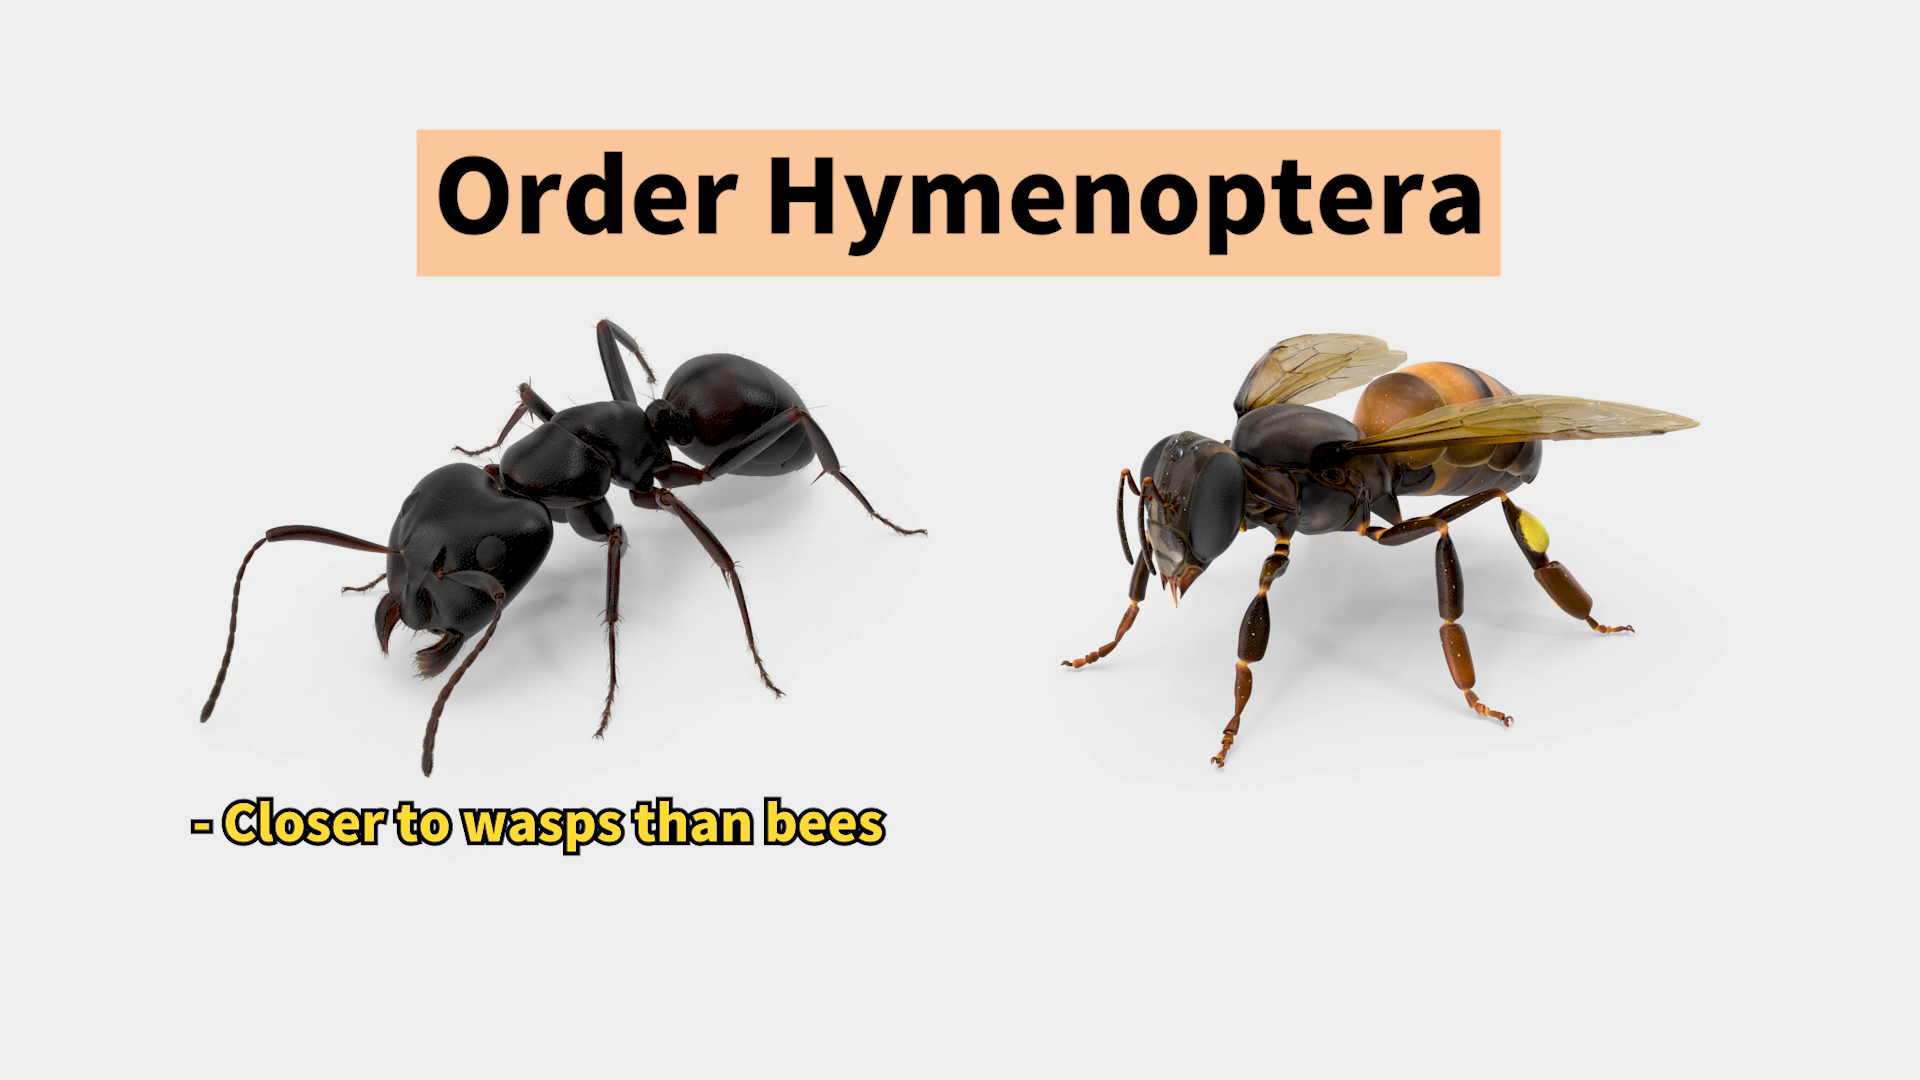 Order Hymenoptera
- Closer to wasps than bees